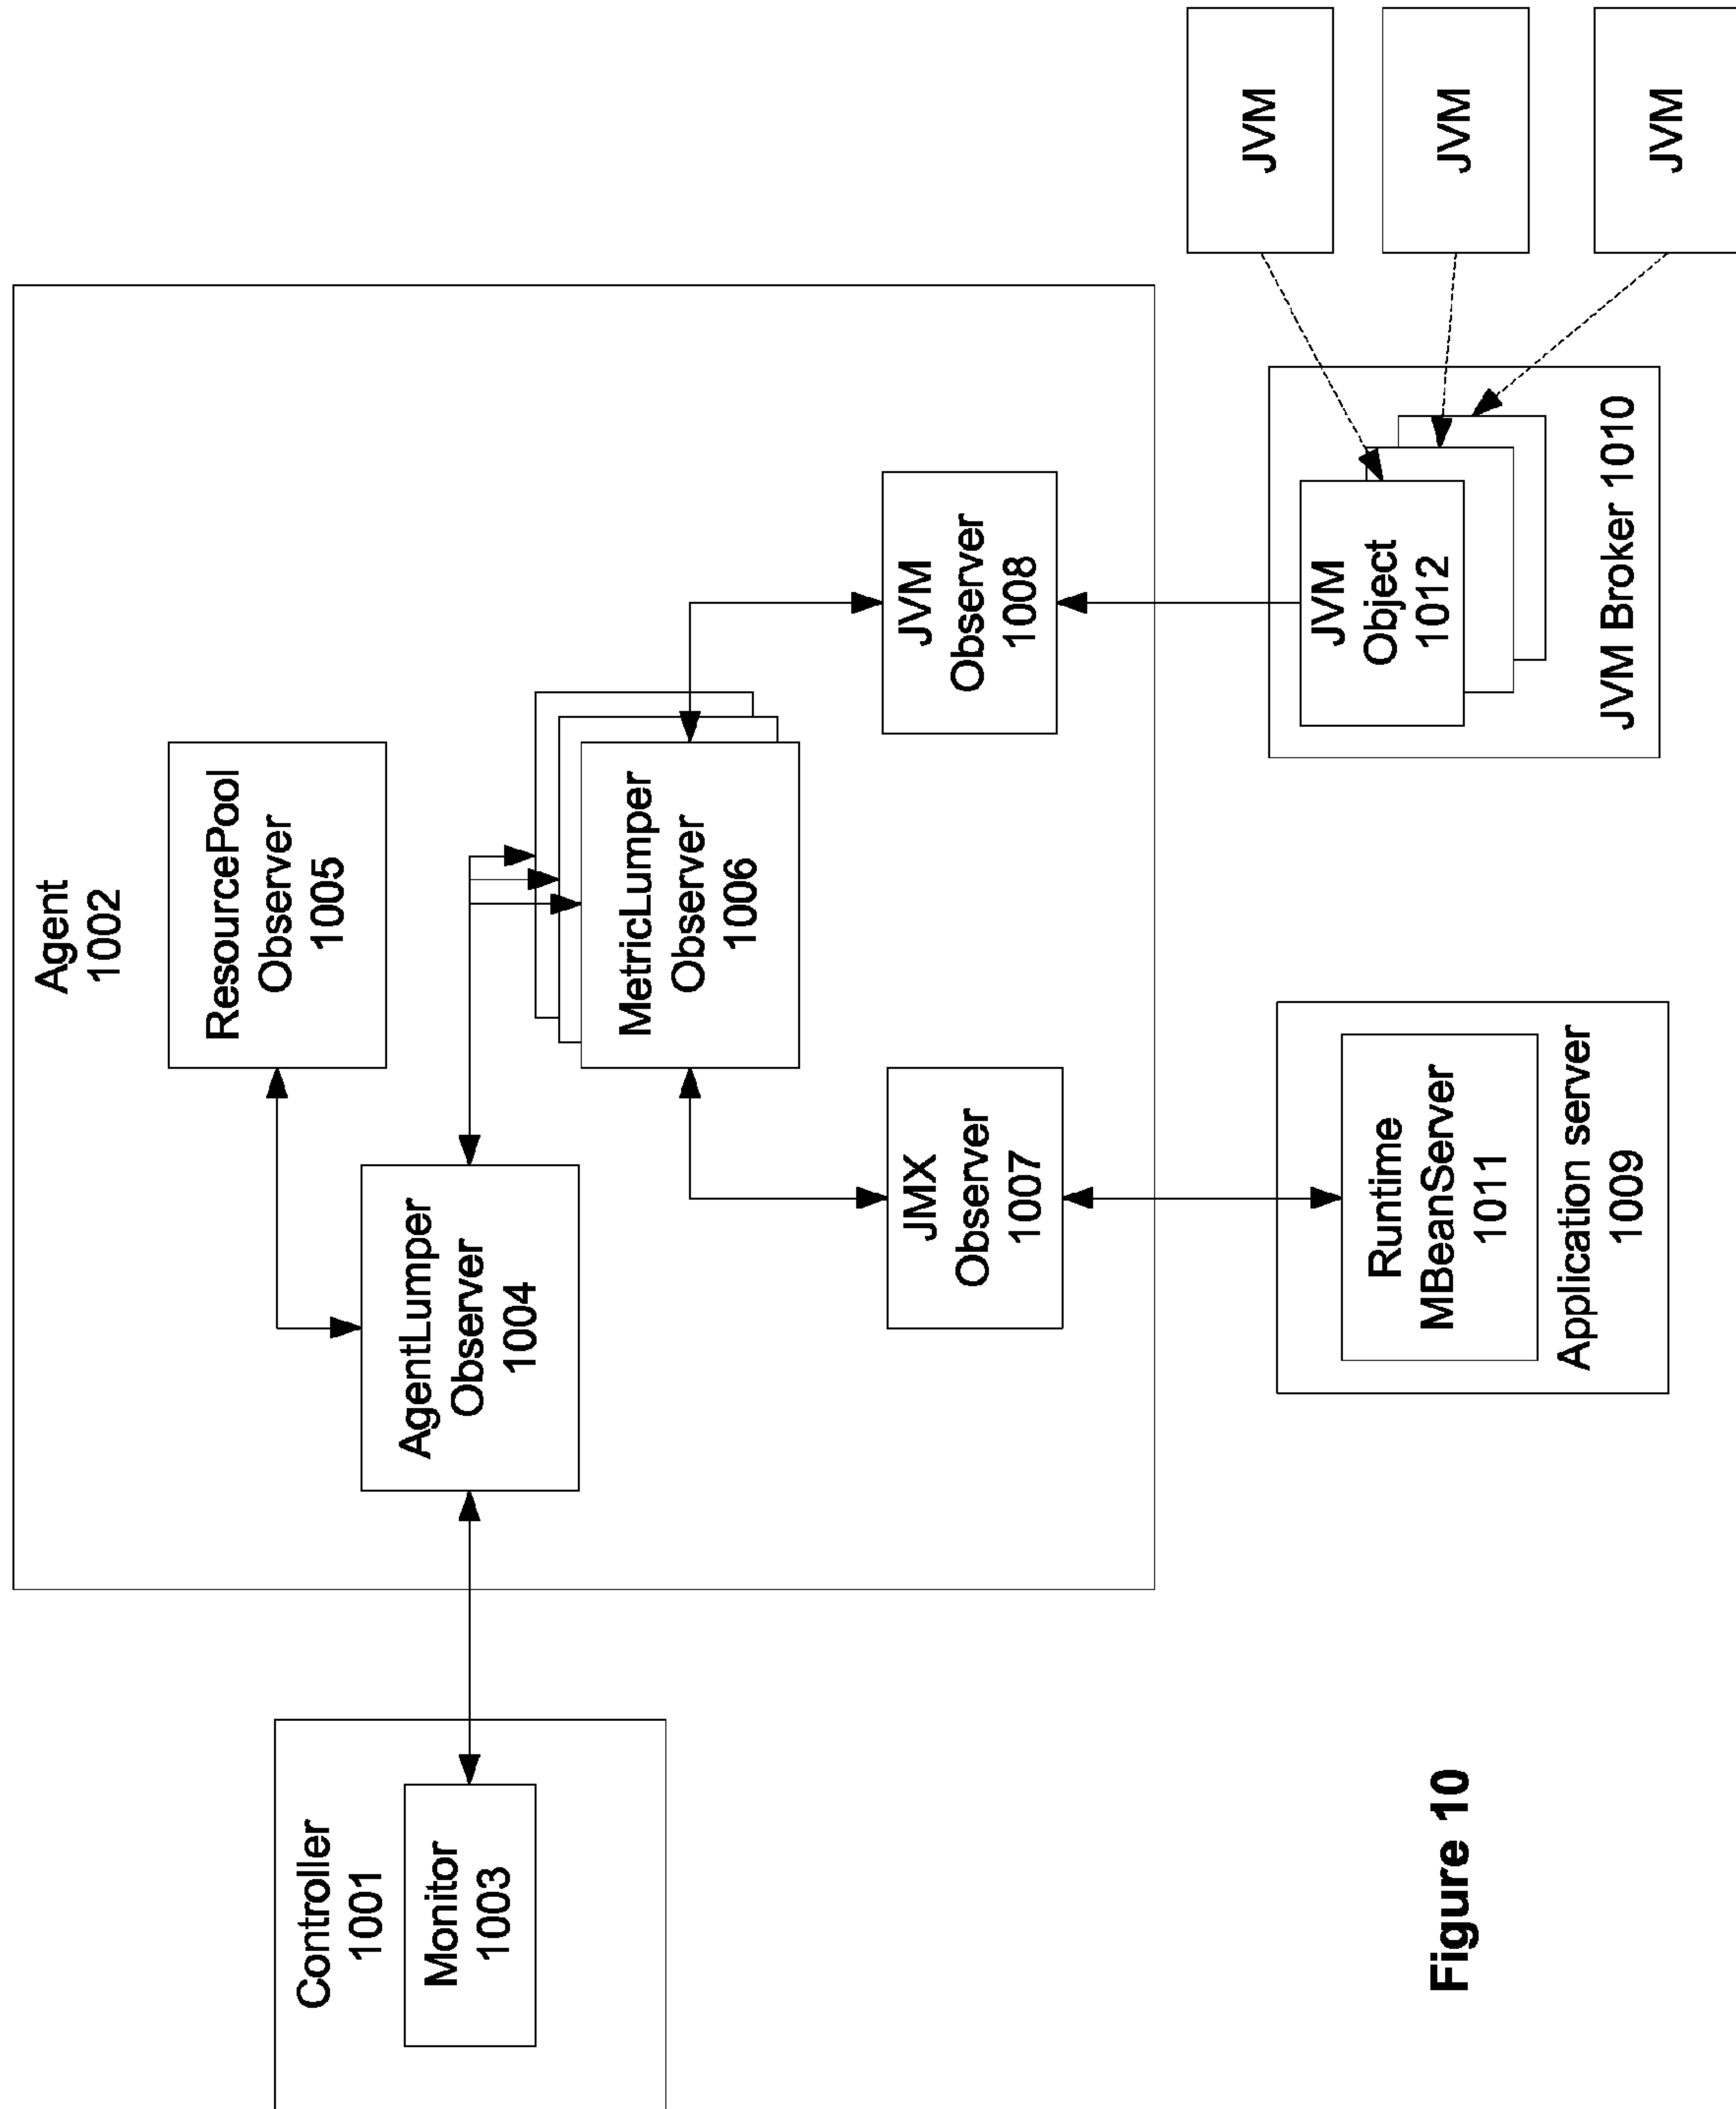 Agent
1002
ResourcePool
Observer
1005
Controller
1001
Monitor
1003
AgentLumper
Observer
1004
MetricLumper
Observer
1006
JMX
Observer
1007
JVM
Observer
1008
Runtime
MBeanServer
1011
Application server
1009
JVM
Object
1012
JVM Broker 1010
JVM
JVM
JVM
Figure 10